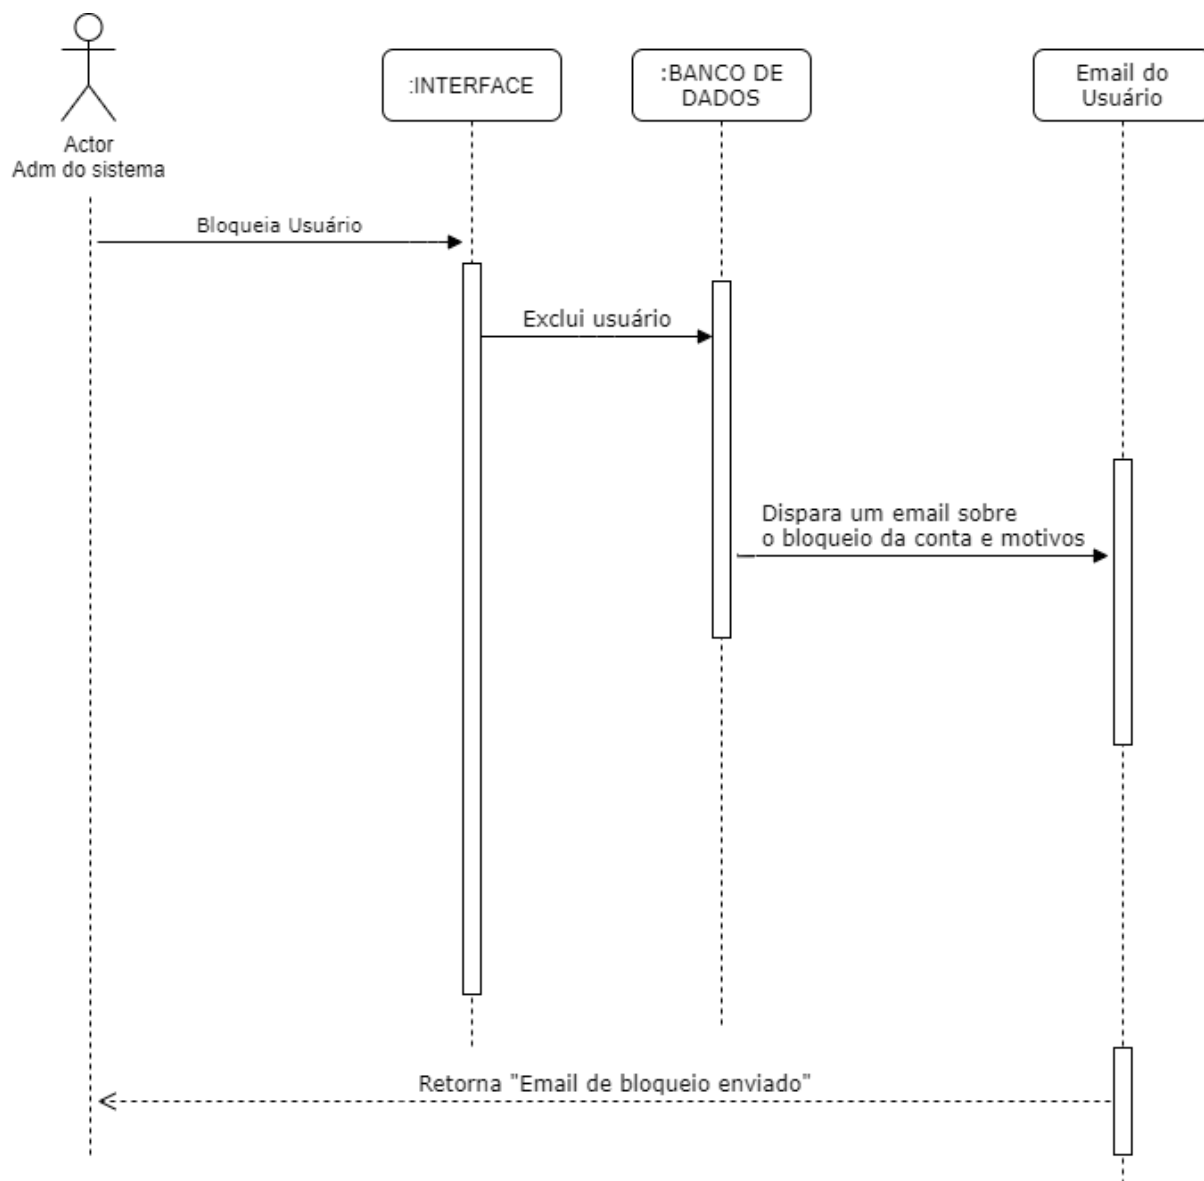 Actor
Adm do sistema
:INTERFACE
:BANCO DE
DADOS
Email do
Usuário
Bloqueia Usuário
Exclui usuário
Dispara um email sobre
o bloqueio da conta e motivos
Retorna "Email de bloqueio enviado"